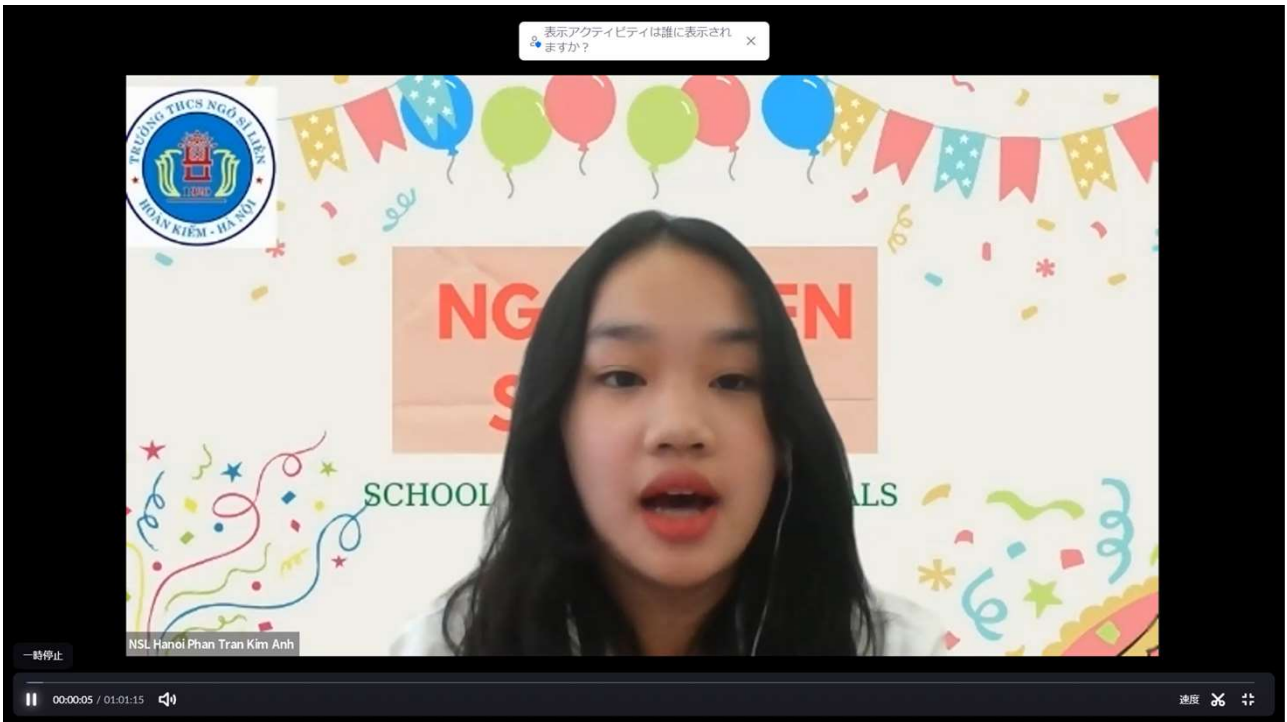 表示アクティビティは誰に表示され
ますか？
TRƯỜNG THCS NGÔ SĨ LIÊN
HOÀN KIẾM - HÀ NỘI
NG
EN
S
SCHOOL
ALS
NSL Hanoi Phan Tran Kim Anh
一時停止
00:00:05 / 01:01:15
速度